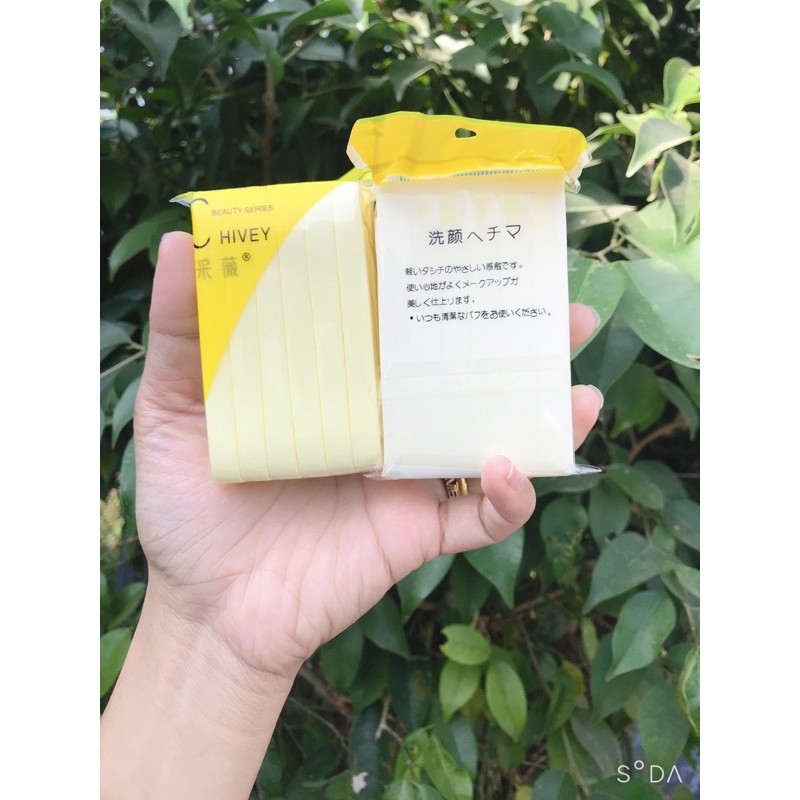 C BEAUTY SERIES
HIVEY
采薇®
洗顔ヘチマ
軽いタシチのやさしい感触です。
使い心地がよくメークアップが
美しく仕上ります.
・いつも清潔なパフをお使いください。
SODA